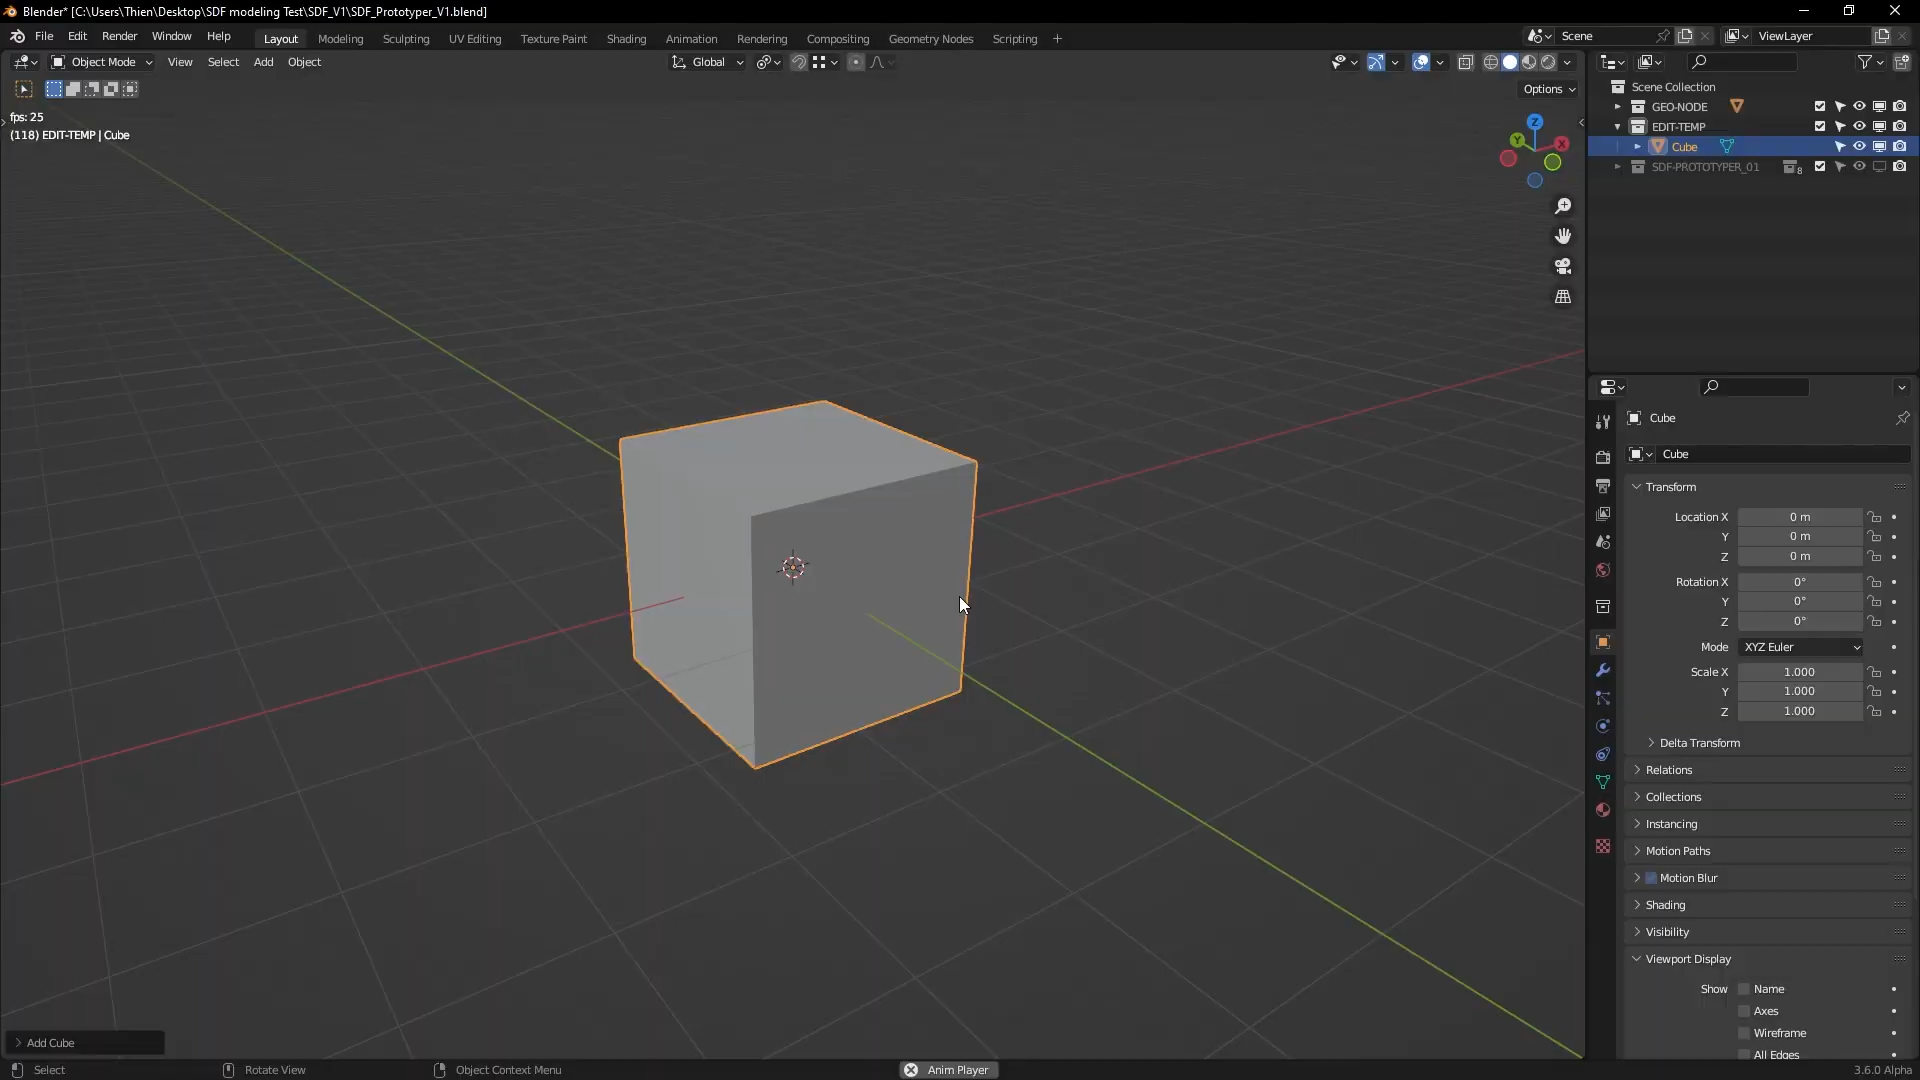 Blender* [C:\Users\Thien\Desktop\SDF modeling Test\SDF_V1\SDF_Prototyper_V1.blend]
File Edit Render Window Help Layout Modeling Sculpting UV Editing Texture Paint Shading Animation Rendering Compositing Geometry Nodes Scripting + Scene ViewLayer
Object Mode View Select Add Object Global
Options
fps: 25
(118) EDIT-TEMP | Cube
Z
Y
X
Scene Collection
GEO-NODE
EDIT-TEMP
Cube
SDF-PROTOTYPER_01 8
Cube
Cube
Transform
Location X 0 m
Y 0 m
Z 0 m
Rotation X 0°
Y 0°
Z 0°
Mode XYZ Euler
Scale X 1.000
Y 1.000
Z 1.000
Delta Transform
Relations
Collections
Instancing
Motion Paths
Motion Blur
Shading
Visibility
Viewport Display
Show Name
Axes
Wireframe
All Edges
Add Cube
Select Rotate View Object Context Menu Anim Player 3.6.0 Alpha